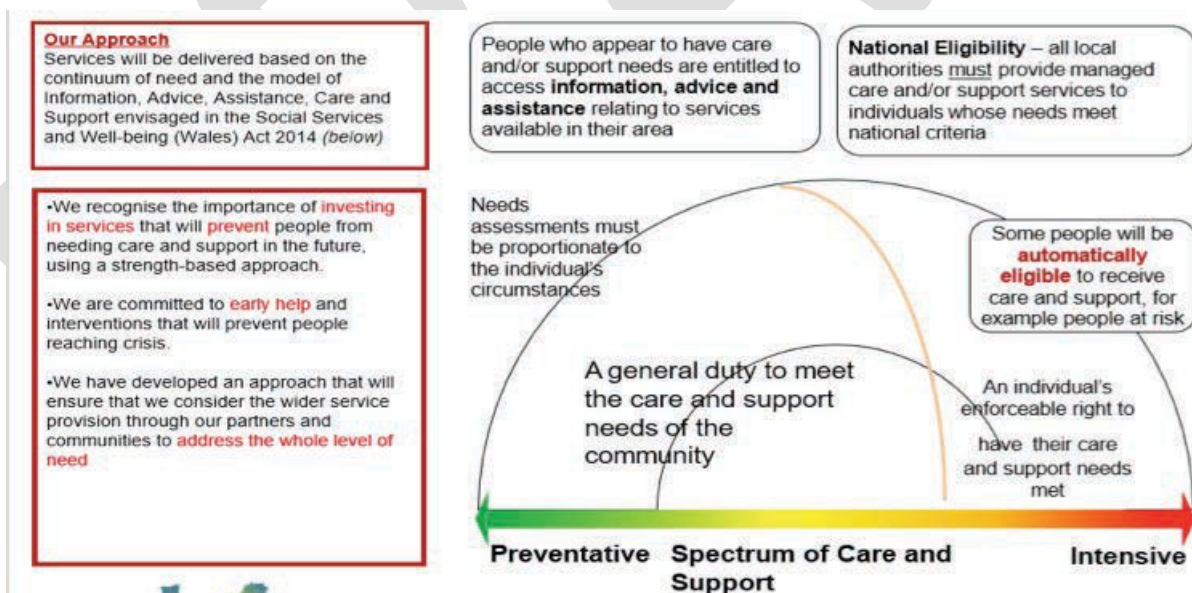 Our Approach
Services will be delivered based on the
continuum of need and the model of
Information, Advice, Assistance, Care and
Support envisaged in the Social Services
and Well-being (Wales) Act 2014 (below)
•We recognise the importance of investing
in services that will prevent people from
needing care and support in the future,
using a strength-based approach.
•We are committed to early help and
interventions that will prevent people
reaching crisis.
•We have developed an approach that will
ensure that we consider the wider service
provision through our partners and
communities to address the whole level of
need
People who appear to have care
and/or support needs are entitled to
access information, advice and
assistance relating to services
available in their area
National Eligibility – all local
authorities must provide managed
care and/or support services to
individuals whose needs meet
national criteria
Needs
assessments must
be proportionate to
the individual's
circumstances
Some people will be
automatically
eligible to receive
care and support, for
example people at risk
A general duty to meet
the care and support
needs of the
community
An individual's
enforceable right to
have their care
and support needs
met
Preventative
Spectrum of Care and
Support
Intensive